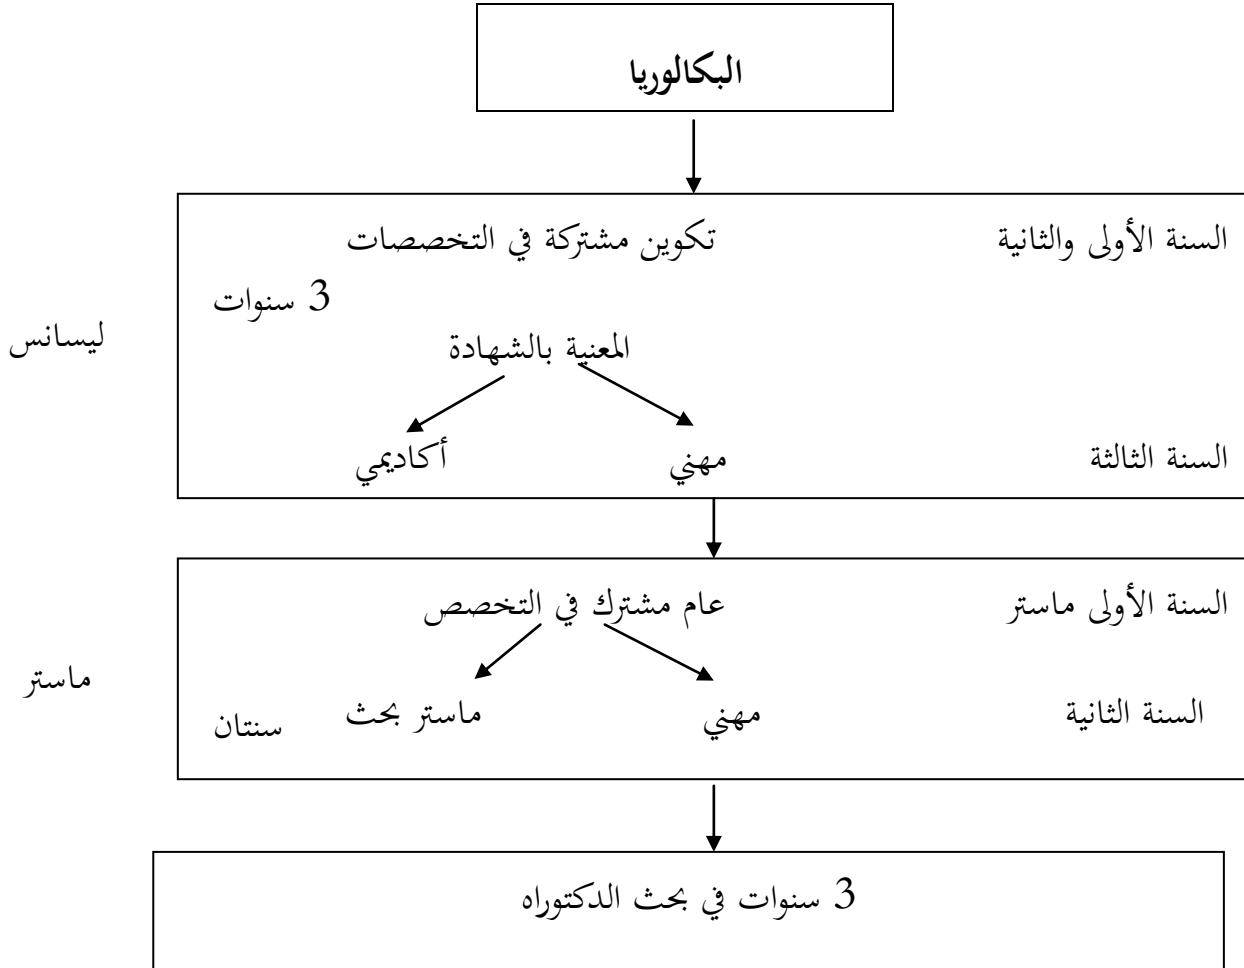 البكالوريا
السنة الأولى والثانية تكوين مشتركة في التخصصات
3 سنوات
ليسانس
المعنية بالشهادة
السنة الثالثة مهني أكاديمي
السنة الأولى ماستر عام مشترك في التخصص
ماستر
السنة الثانية مهني ماستر بحث سنتان
3 سنوات في بحث الدكتوراه